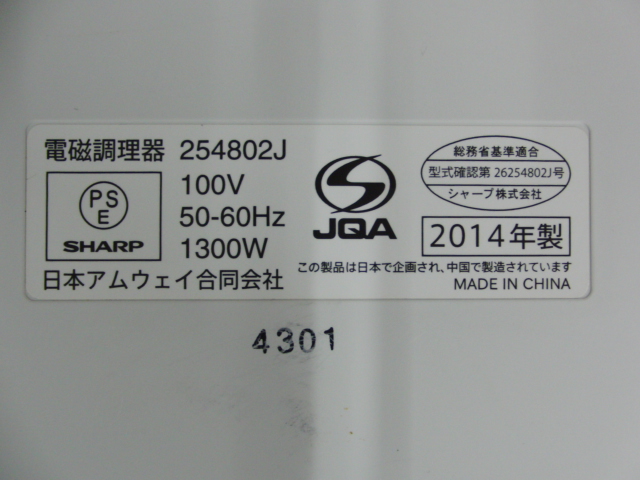 電磁調理器 254802J
PS
E
SHARP
100V
50-60Hz
1300W
日本アムウェイ合同会社
S
JQA
総務省基準適合
型式確認第 26254802J号
シャープ株式会社
2014年製
この製品は日本で企画され、中国で製造されています
MADE IN CHINA
4301